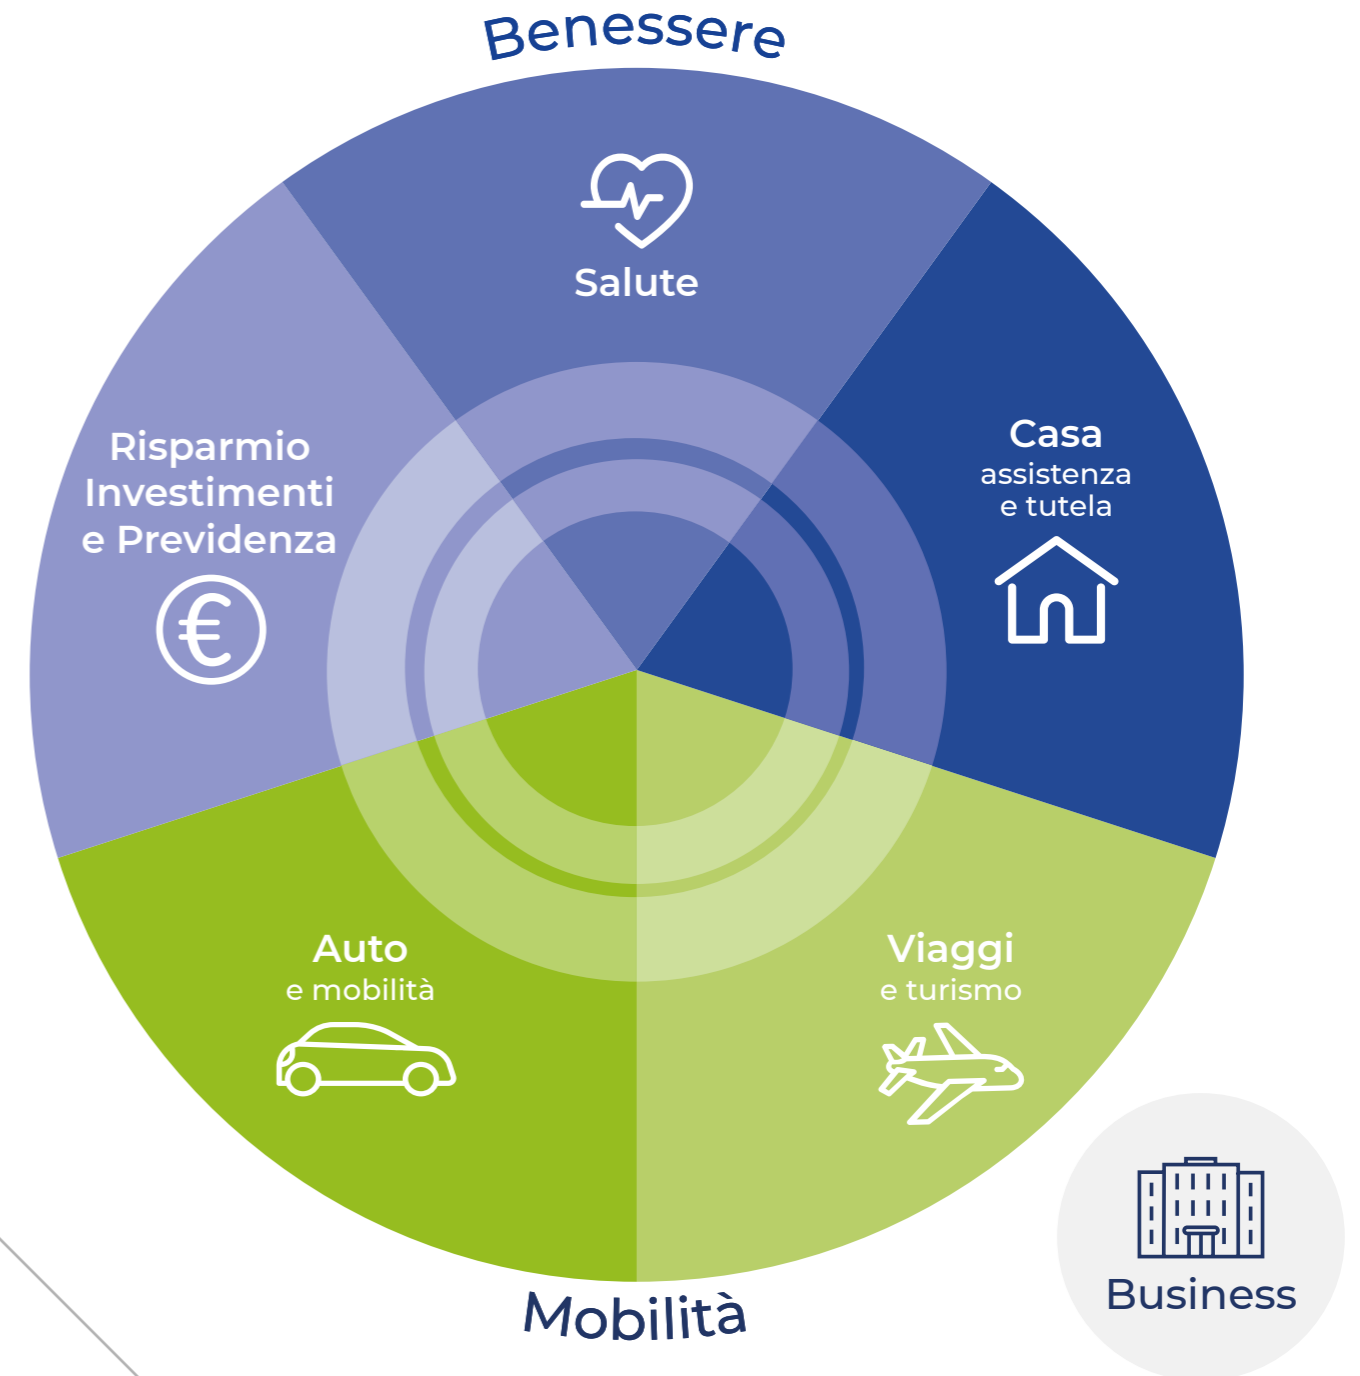 Benessere
Salute
Risparmio
Investimenti
e Previdenza
€
Casa
assistenza
e tutela
Auto
e mobilità
Viaggi
e turismo
Business
Mobilità